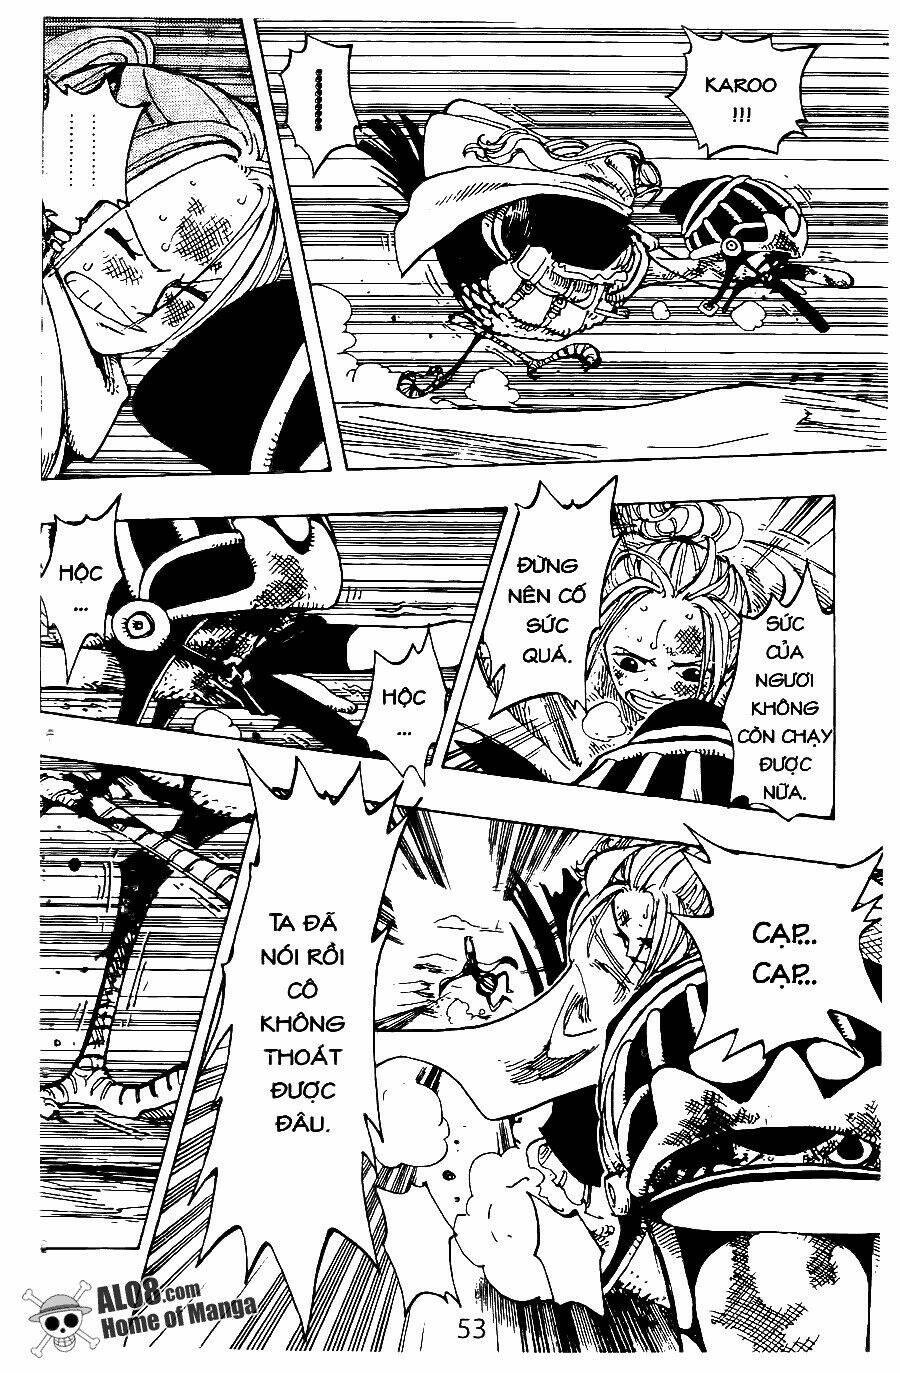 KAROO
!!!
.........
........
........
ĐỪNG
NÊN CỐ
SỨC
QUÁ.
SỨC
CỦA
NGƯƠI
KHÔNG
CÒN CHẠY
ĐƯỢC
NỮA.
HỘC
...
HỘC
...
CẠP...
CẠP...
TA ĐÃ
NÓI RỒI
CÔ
KHÔNG
THOÁT
ĐƯỢC
ĐÂU.
AL08.com
Home of Manga
53